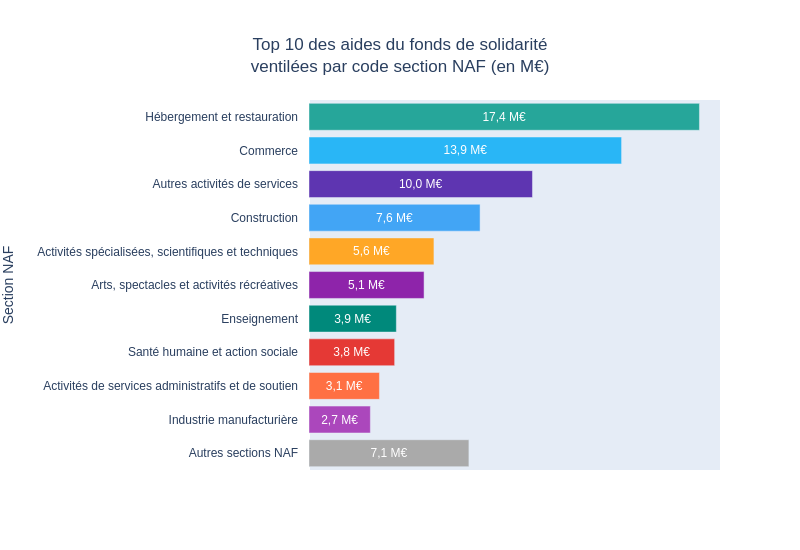 Top 10 des aides du fonds de solidarité
ventilées par code section NAF (en M€)
Section NAF
Hébergement et restauration 17,4 M€
Commerce 13,9 M€
Autres activités de services 10,0 M€
Construction 7,6 M€
Activités spécialisées, scientifiques et techniques 5,6 M€
Arts, spectacles et activités récréatives 5,1 M€
Enseignement 3,9 M€
Santé humaine et action sociale 3,8 M€
Activités de services administratifs et de soutien 3,1 M€
Industrie manufacturière 2,7 M€
Autres sections NAF 7,1 M€